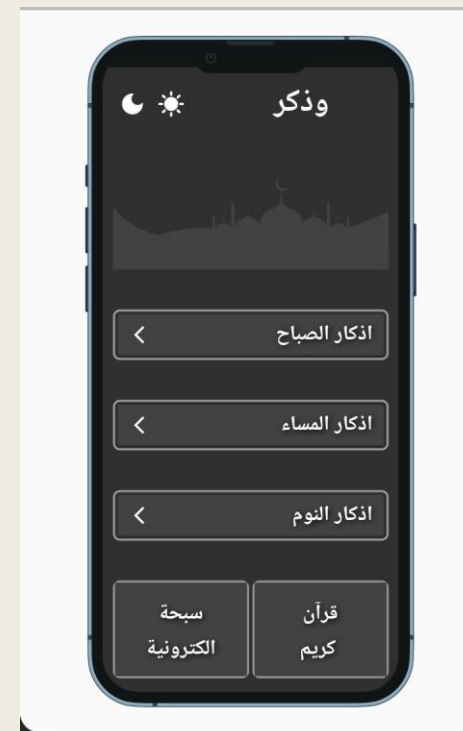 وذكر
اذكار الصباح
اذكار المساء
اذكار النوم
قرآن
كريم
سبحة
الكترونية